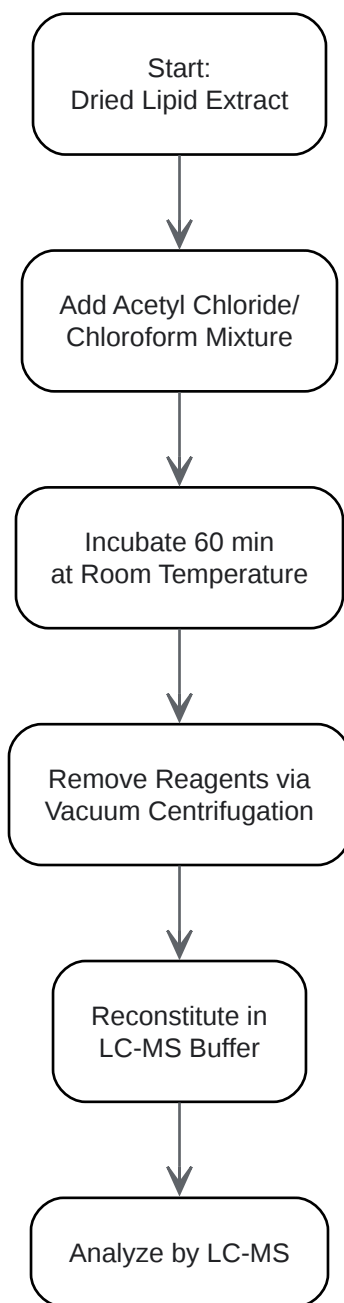 Start:
Dried Lipid Extract
Add Acetyl Chloride/
Chloroform Mixture
Incubate 60 min
at Room Temperature
Remove Reagents via
Vacuum Centrifugation
Reconstitute in
LC-MS Buffer
Analyze by LC-MS